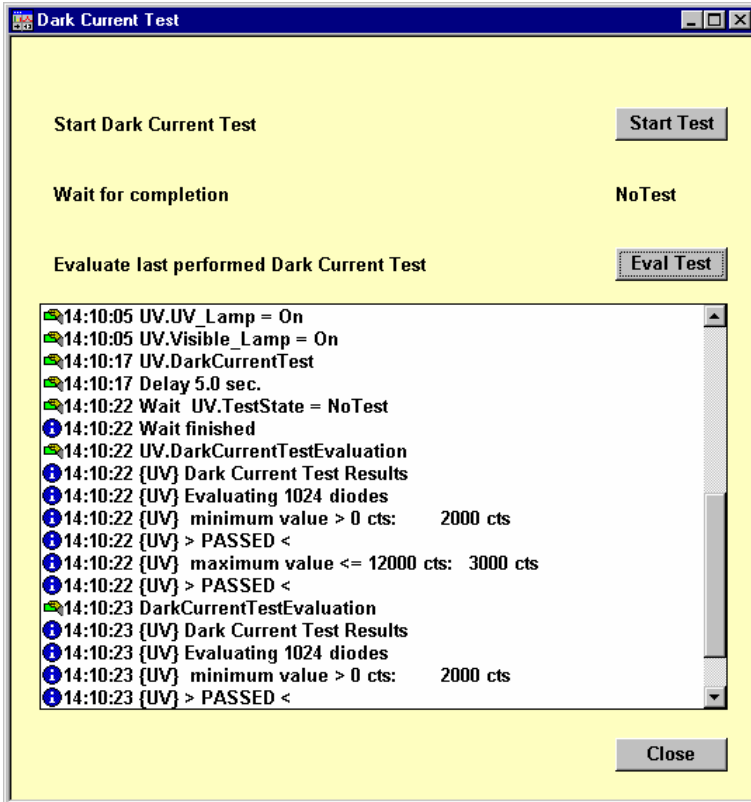 Dark Current Test
Start Dark Current Test Start Test
Wait for completion NoTest
Evaluate last performed Dark Current Test Eval Test
14:10:05 UV.UV_Lamp = On
14:10:05 UV.Visible_Lamp = On
14:10:17 UV.DarkCurrentTest
14:10:17 Delay 5.0 sec.
14:10:22 Wait UV.TestState = NoTest
14:10:22 Wait finished
14:10:22 UV.DarkCurrentTestEvaluation
14:10:22 {UV} Dark Current Test Results
14:10:22 {UV} Evaluating 1024 diodes
14:10:22 {UV} minimum value > 0 cts: 2000 cts
14:10:22 {UV} > PASSED <
14:10:22 {UV} maximum value <= 12000 cts: 3000 cts
14:10:22 {UV} > PASSED <
14:10:23 DarkCurrentTestEvaluation
14:10:23 {UV} Dark Current Test Results
14:10:23 {UV} Evaluating 1024 diodes
14:10:23 {UV} minimum value > 0 cts: 2000 cts
14:10:23 {UV} > PASSED <
Close